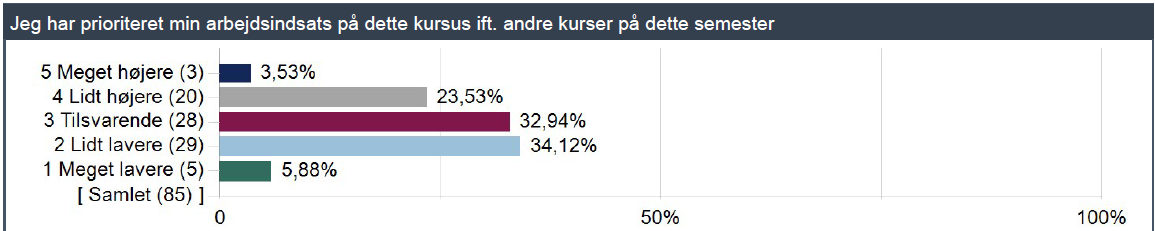 Jeg har prioriteret min arbejdsindsats på dette kursus ift. andre kurser på dette semester
5 Meget højere (3) 3,53%
4 Lidt højere (20) 23,53%
3 Tilsvarende (28) 32,94%
2 Lidt lavere (29) 34,12%
1 Meget lavere (5) 5,88%
[ Samlet (85) ]
0 50% 100%